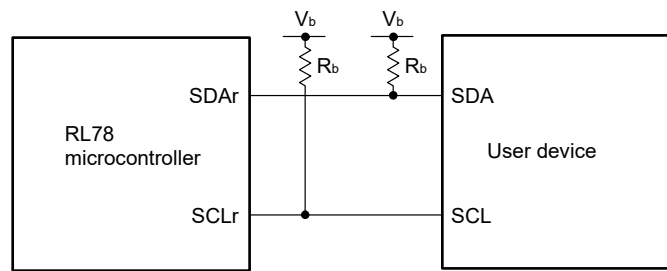 Vb Vb
Rb Rb
SDAr SDA
RL78
microcontroller
User device
SCLr SCL